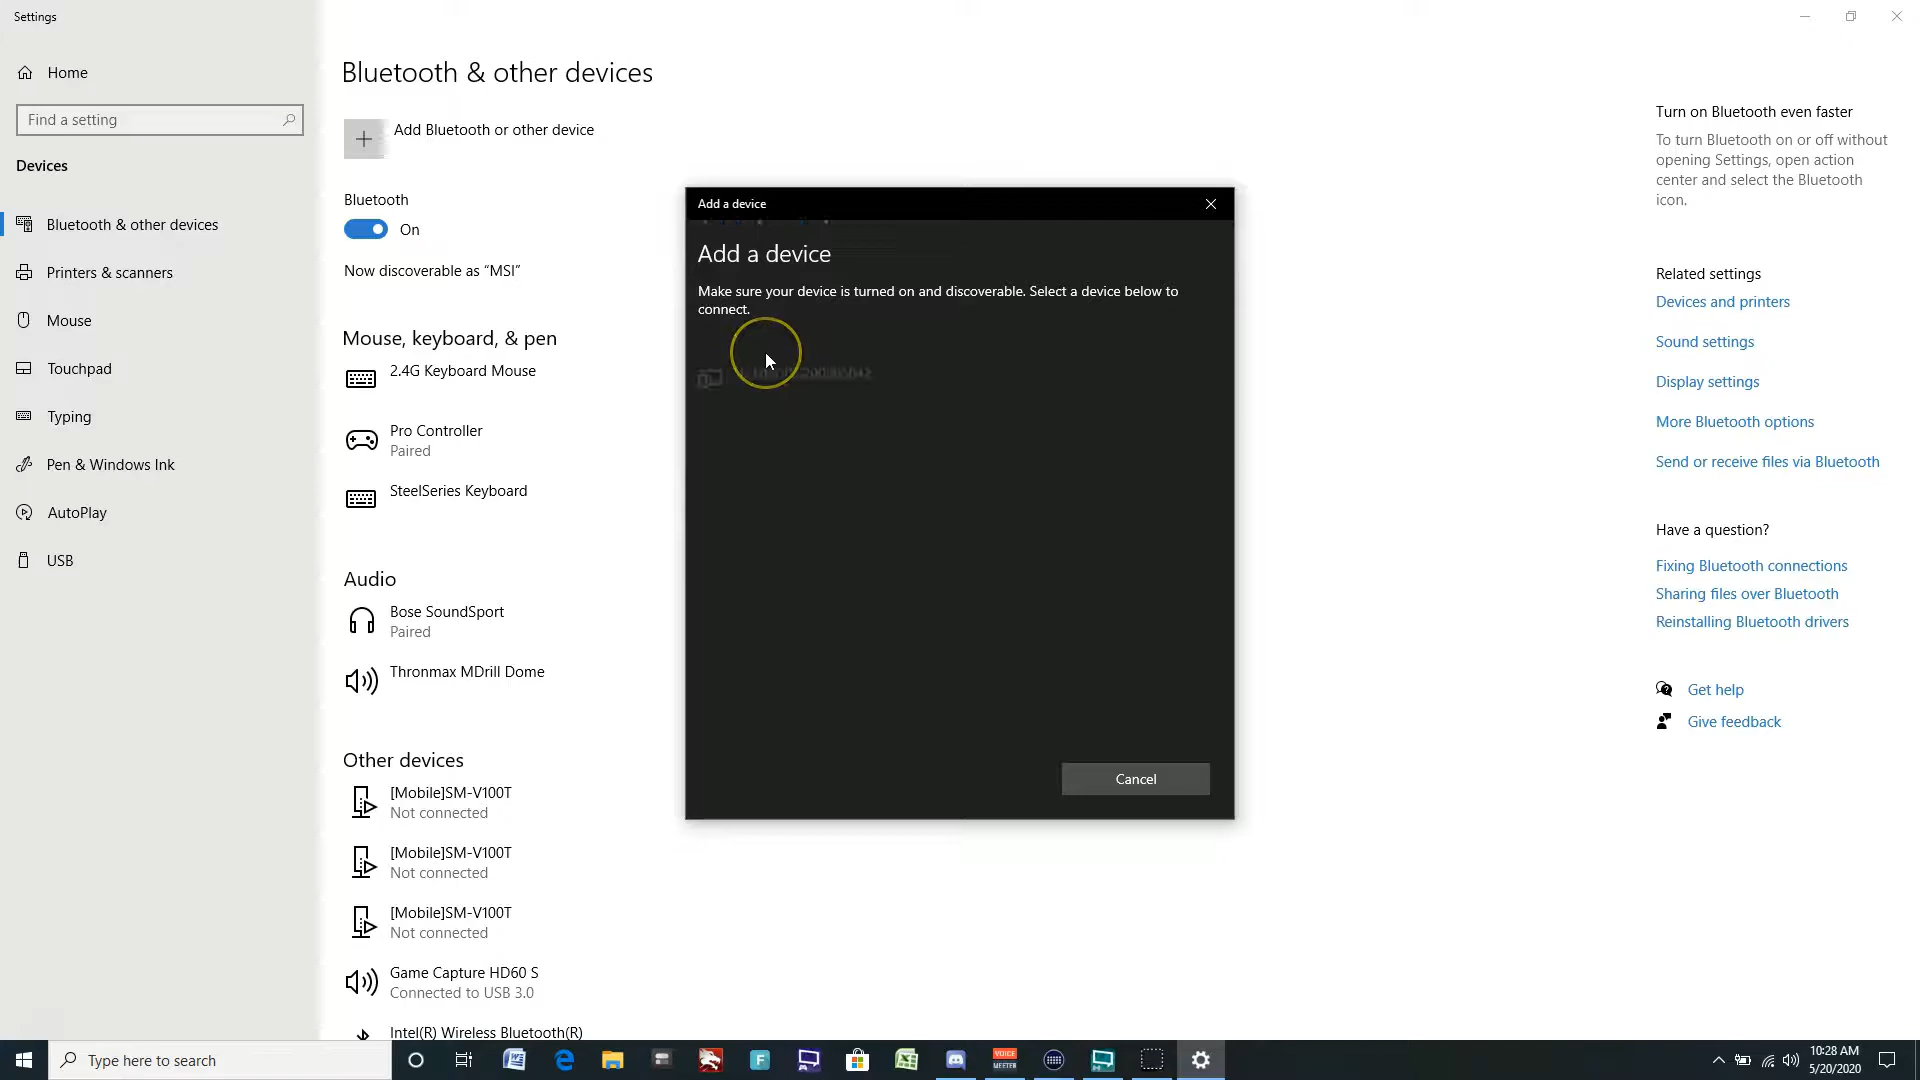 Settings
Home
Find a setting
Devices
Bluetooth & other devices
Printers & scanners
Mouse
Touchpad
Typing
Pen & Windows Ink
AutoPlay
USB
Bluetooth & other devices
Add Bluetooth or other device
Bluetooth
On
Now discoverable as “MSI”
Mouse, keyboard, & pen
2.4G Keyboard Mouse
Pro Controller
Paired
SteelSeries Keyboard
Audio
Bose SoundSport
Paired
Thronmax MDrill Dome
Other devices
[Mobile]SM-V100T
Not connected
[Mobile]SM-V100T
Not connected
[Mobile]SM-V100T
Not connected
Game Capture HD60 S
Connected to USB 3.0
Intel(R) Wireless Bluetooth(R)
Add a device
Add a device
Make sure your device is turned on and discoverable. Select a device below to
connect.
Cancel
Turn on Bluetooth even faster
To turn Bluetooth on or off without
opening Settings, open action
center and select the Bluetooth
icon.
Related settings
Devices and printers
Sound settings
Display settings
More Bluetooth options
Send or receive files via Bluetooth
Have a question?
Fixing Bluetooth connections
Sharing files over Bluetooth
Reinstalling Bluetooth drivers
Get help
Give feedback
Type here to search
VOICE
MEETER
10:28 AM
5/20/2020